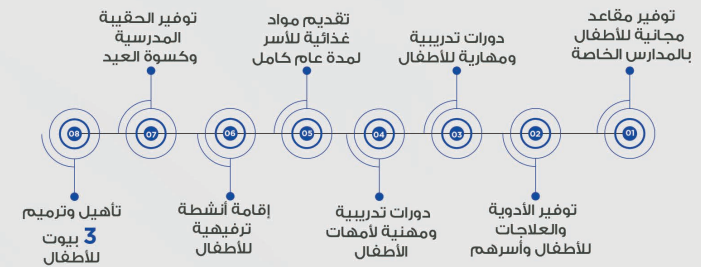 توفير مقاعد
مجانية للأطفال
بالمدارس الخاصة
01
توفير الأدوية
والعلاجات
للأطفال وأسرهم
02
دورات تدريبية
ومهارية للأطفال
03
دورات تدريبية
ومهنية لأمهات
الأطفال
04
تقديم مواد
غذائية للأسر
لمدة عام كامل
05
إقامة أنشطة
ترفيهية
للأطفال
06
توفير الحقيبة
المدرسية
وكسوة العيد
07
تأهيل وترميم
3 بيوت
للأطفال
08